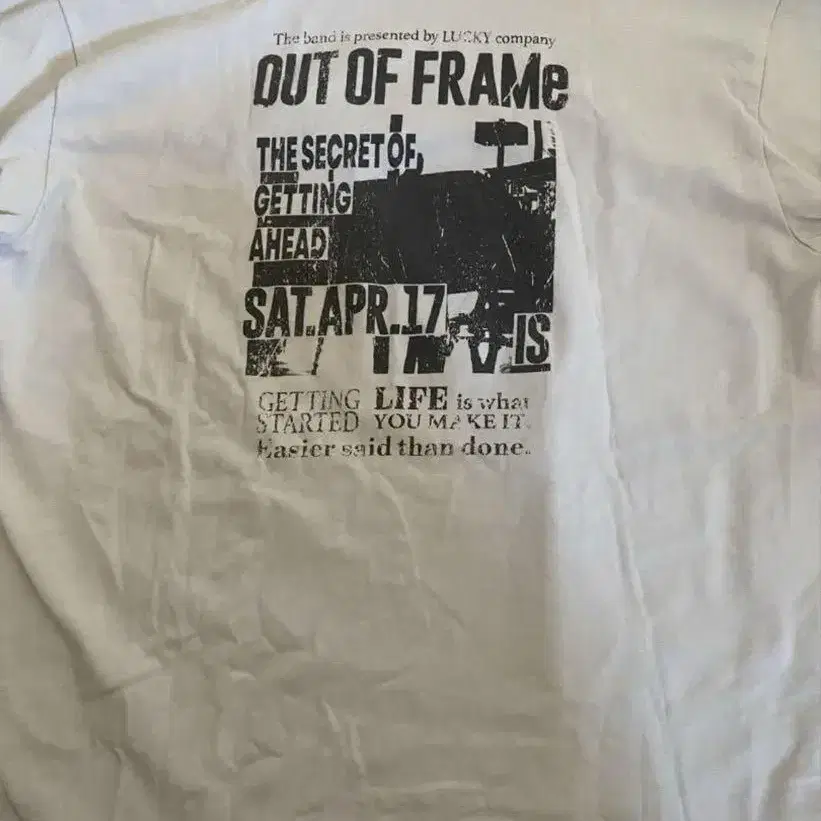 The band is presented by LUCKY company
OUT OF FRAMe
THE SECRET OF,
GETTING
AHEAD
SAT.APR.17
IS
GETTING LIFE is what
STARTED YOU MAKE IT.
Easier said than done.